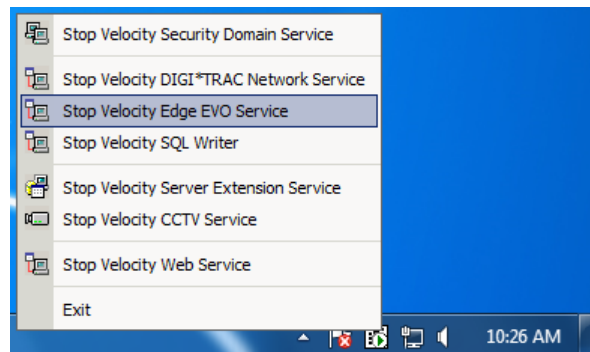 Stop Velocity Security Domain Service
Stop Velocity DIGI*TRAC Network Service
Stop Velocity Edge EVO Service
Stop Velocity SQL Writer
Stop Velocity Server Extension Service
Stop Velocity CCTV Service
Stop Velocity Web Service
Exit
10:26 AM